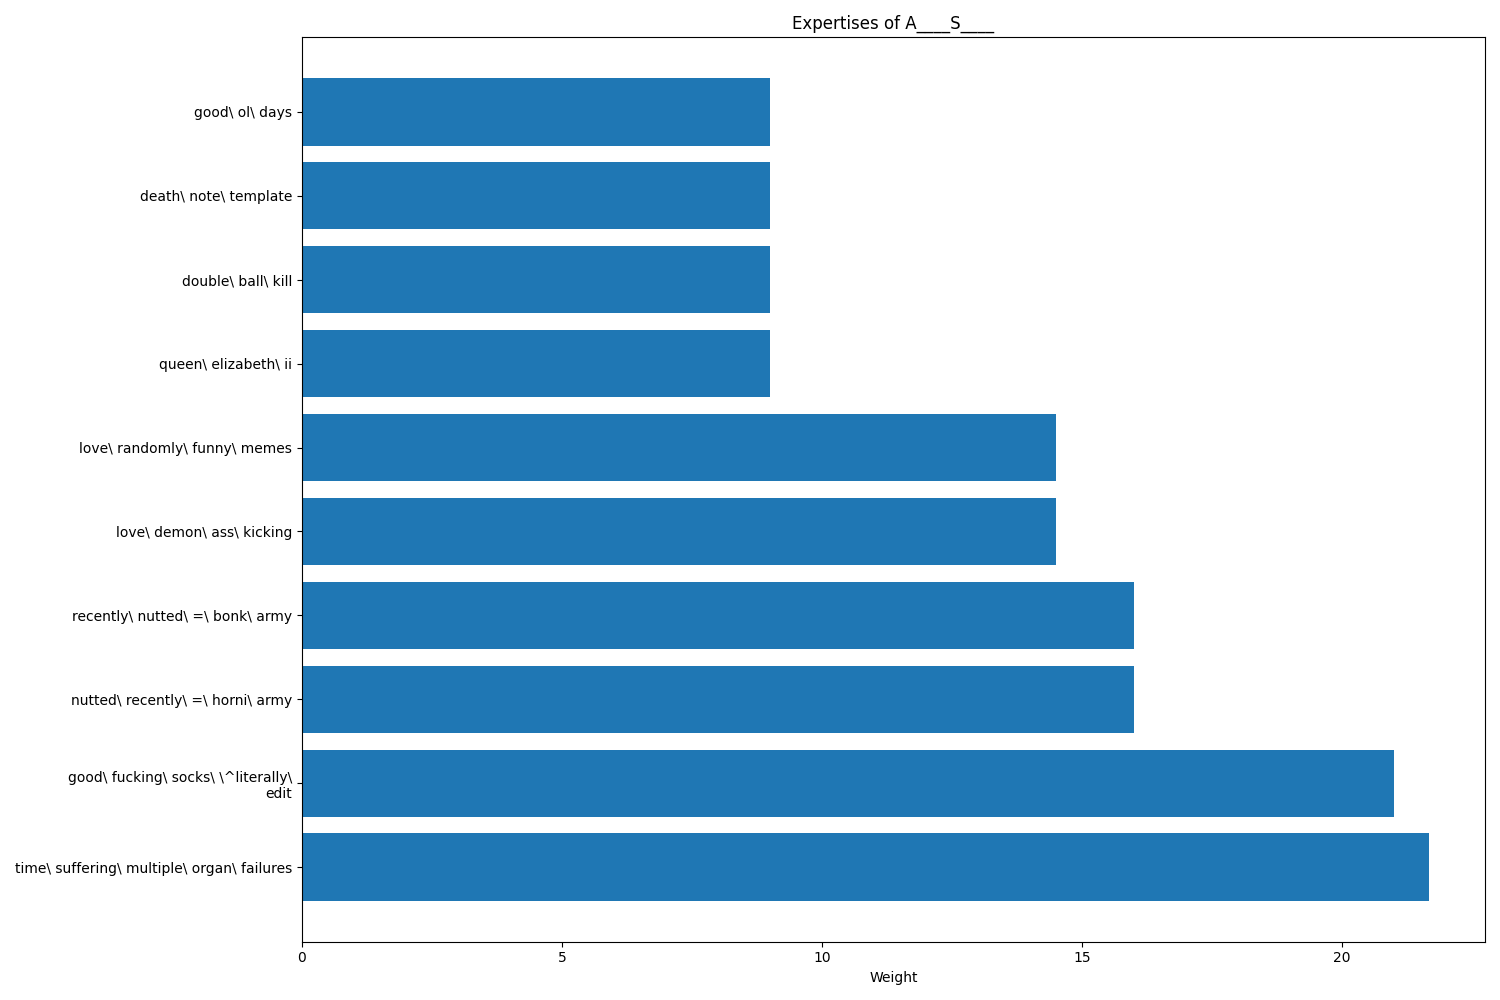 Expertises of A____S____
good\ ol\ days
death\ note\ template
double\ ball\ kill
queen\ elizabeth\ ii
love\ randomly\ funny\ memes
love\ demon\ ass\ kicking
recently\ nutted\ =\ bonk\ army
nutted\ recently\ =\ horni\ army
good\ fucking\ socks\ \^literally\
edit
time\ suffering\ multiple\ organ\ failures
0 5 10 15 20
Weight